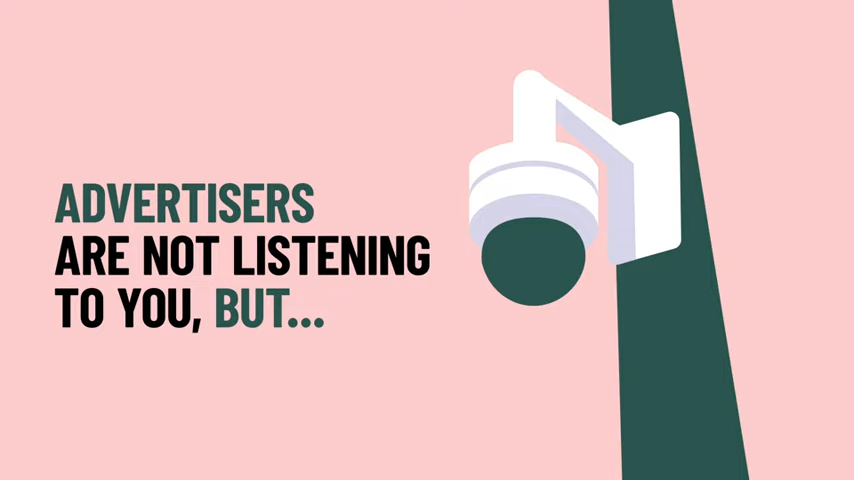 ADVERTISERS
ARE NOT LISTENING
TO YOU, BUT...